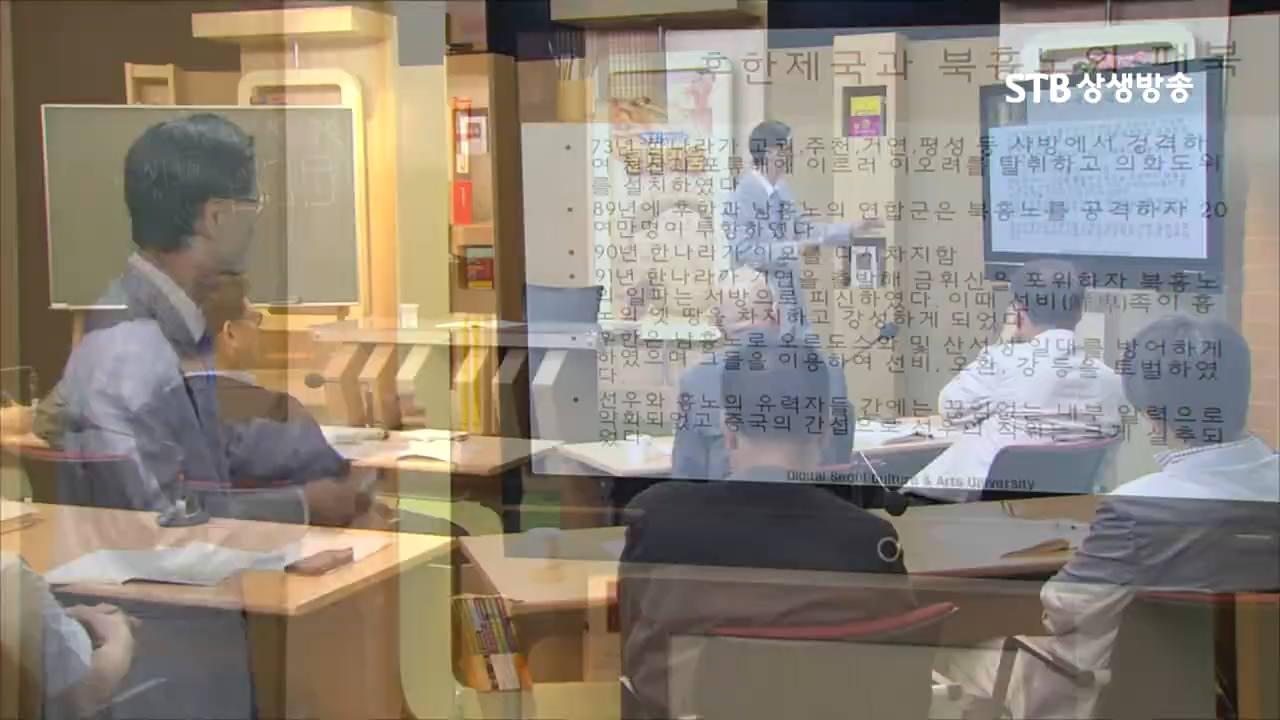 후한제국과 북흉노의 패북
STB 상생방송
• 73년 한나라가 고궐,주천,거연,평성 등 사방에서 진격하
여 천산과 포류해에 이르러 이오려를 탈취하고 의화도위
를 설치하였다
• 89년에 후한과 남흉노의 연합군은 북흉노를 공격하자 20
여만명이 투항하였다
• 90년 한나라가 이오를 다시 차지함
• 91년 한나라가 거연을 출발해 금휘산을 포위하자 북흉노
의 일파는 서방으로 피신하였다. 이때 선비(鮮卑)족이 흉
노의 옛 땅을 차지하고 강성하게 되었다
• 후한은 남흉노로 오르도스와 및 산서성 일대를 방어하게
하였으며 그들을 이용하여 선비, 오환, 강 등을 토벌하였
다.
• 선우와 흉노의 유력자들 간에는 끊임없는 내분 알력으로
악화되었고 중국의 간섭으로 선우의 직위는 크게 실추되
었다
Digital Seoul Culture & Arts University